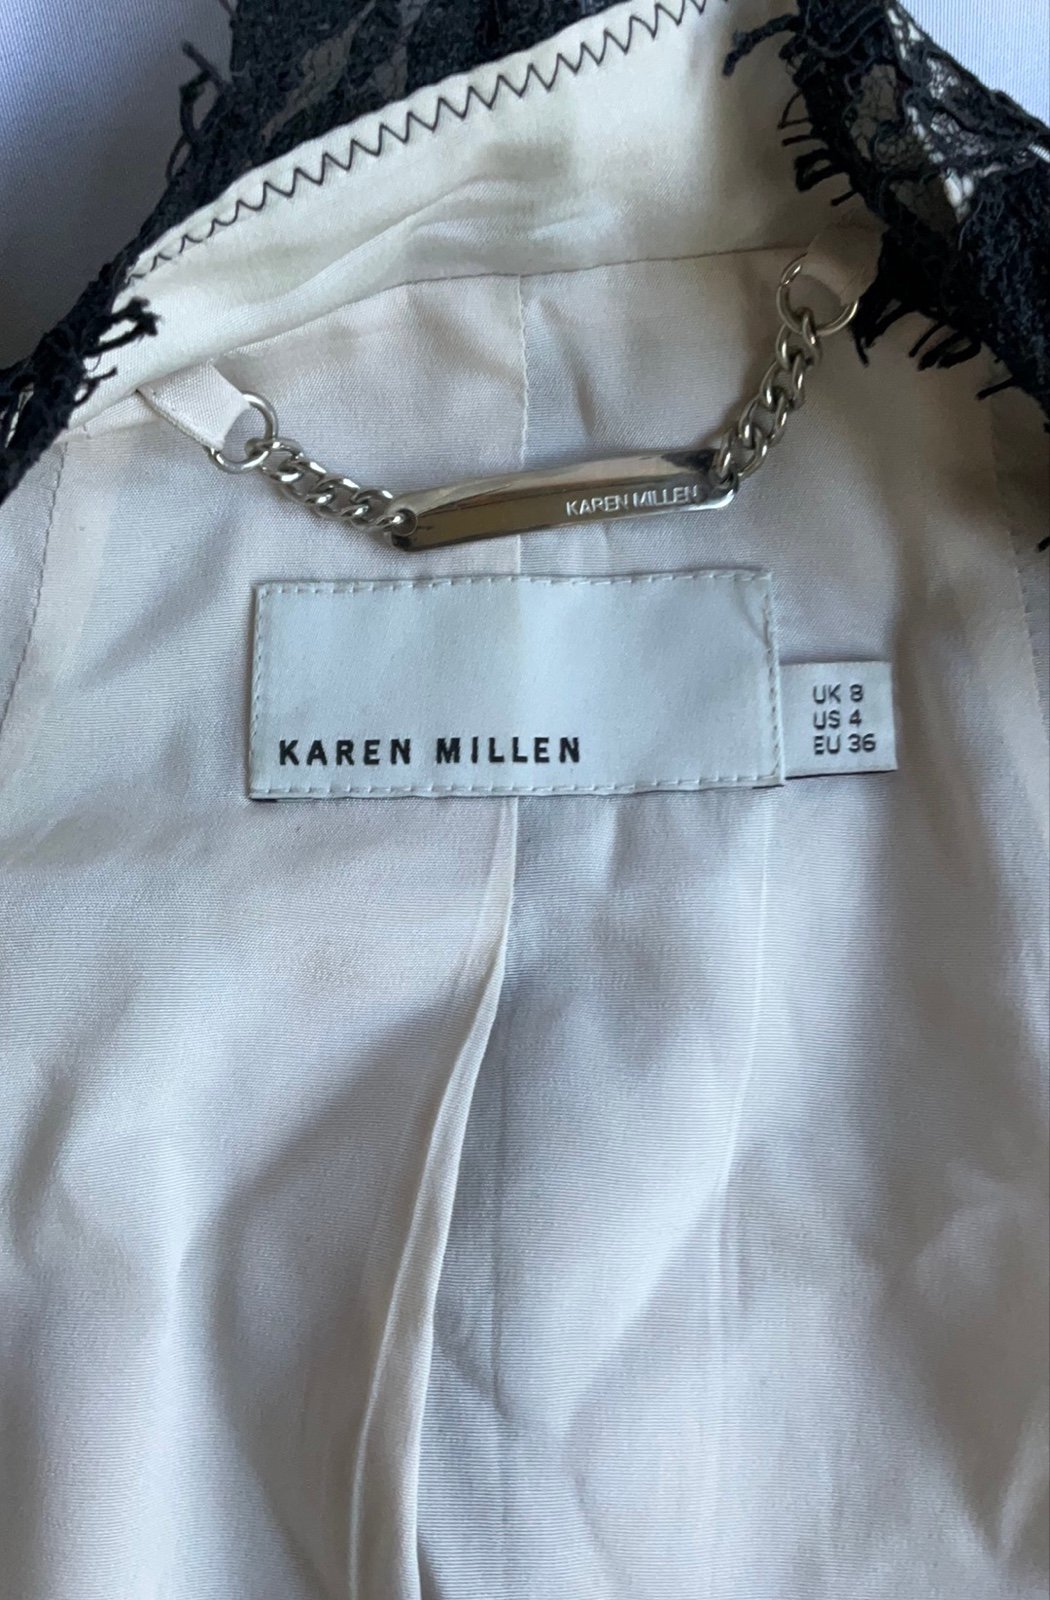 KAREN MILLEN
KAREN MILLEN
UK 8
US 4
EU 36